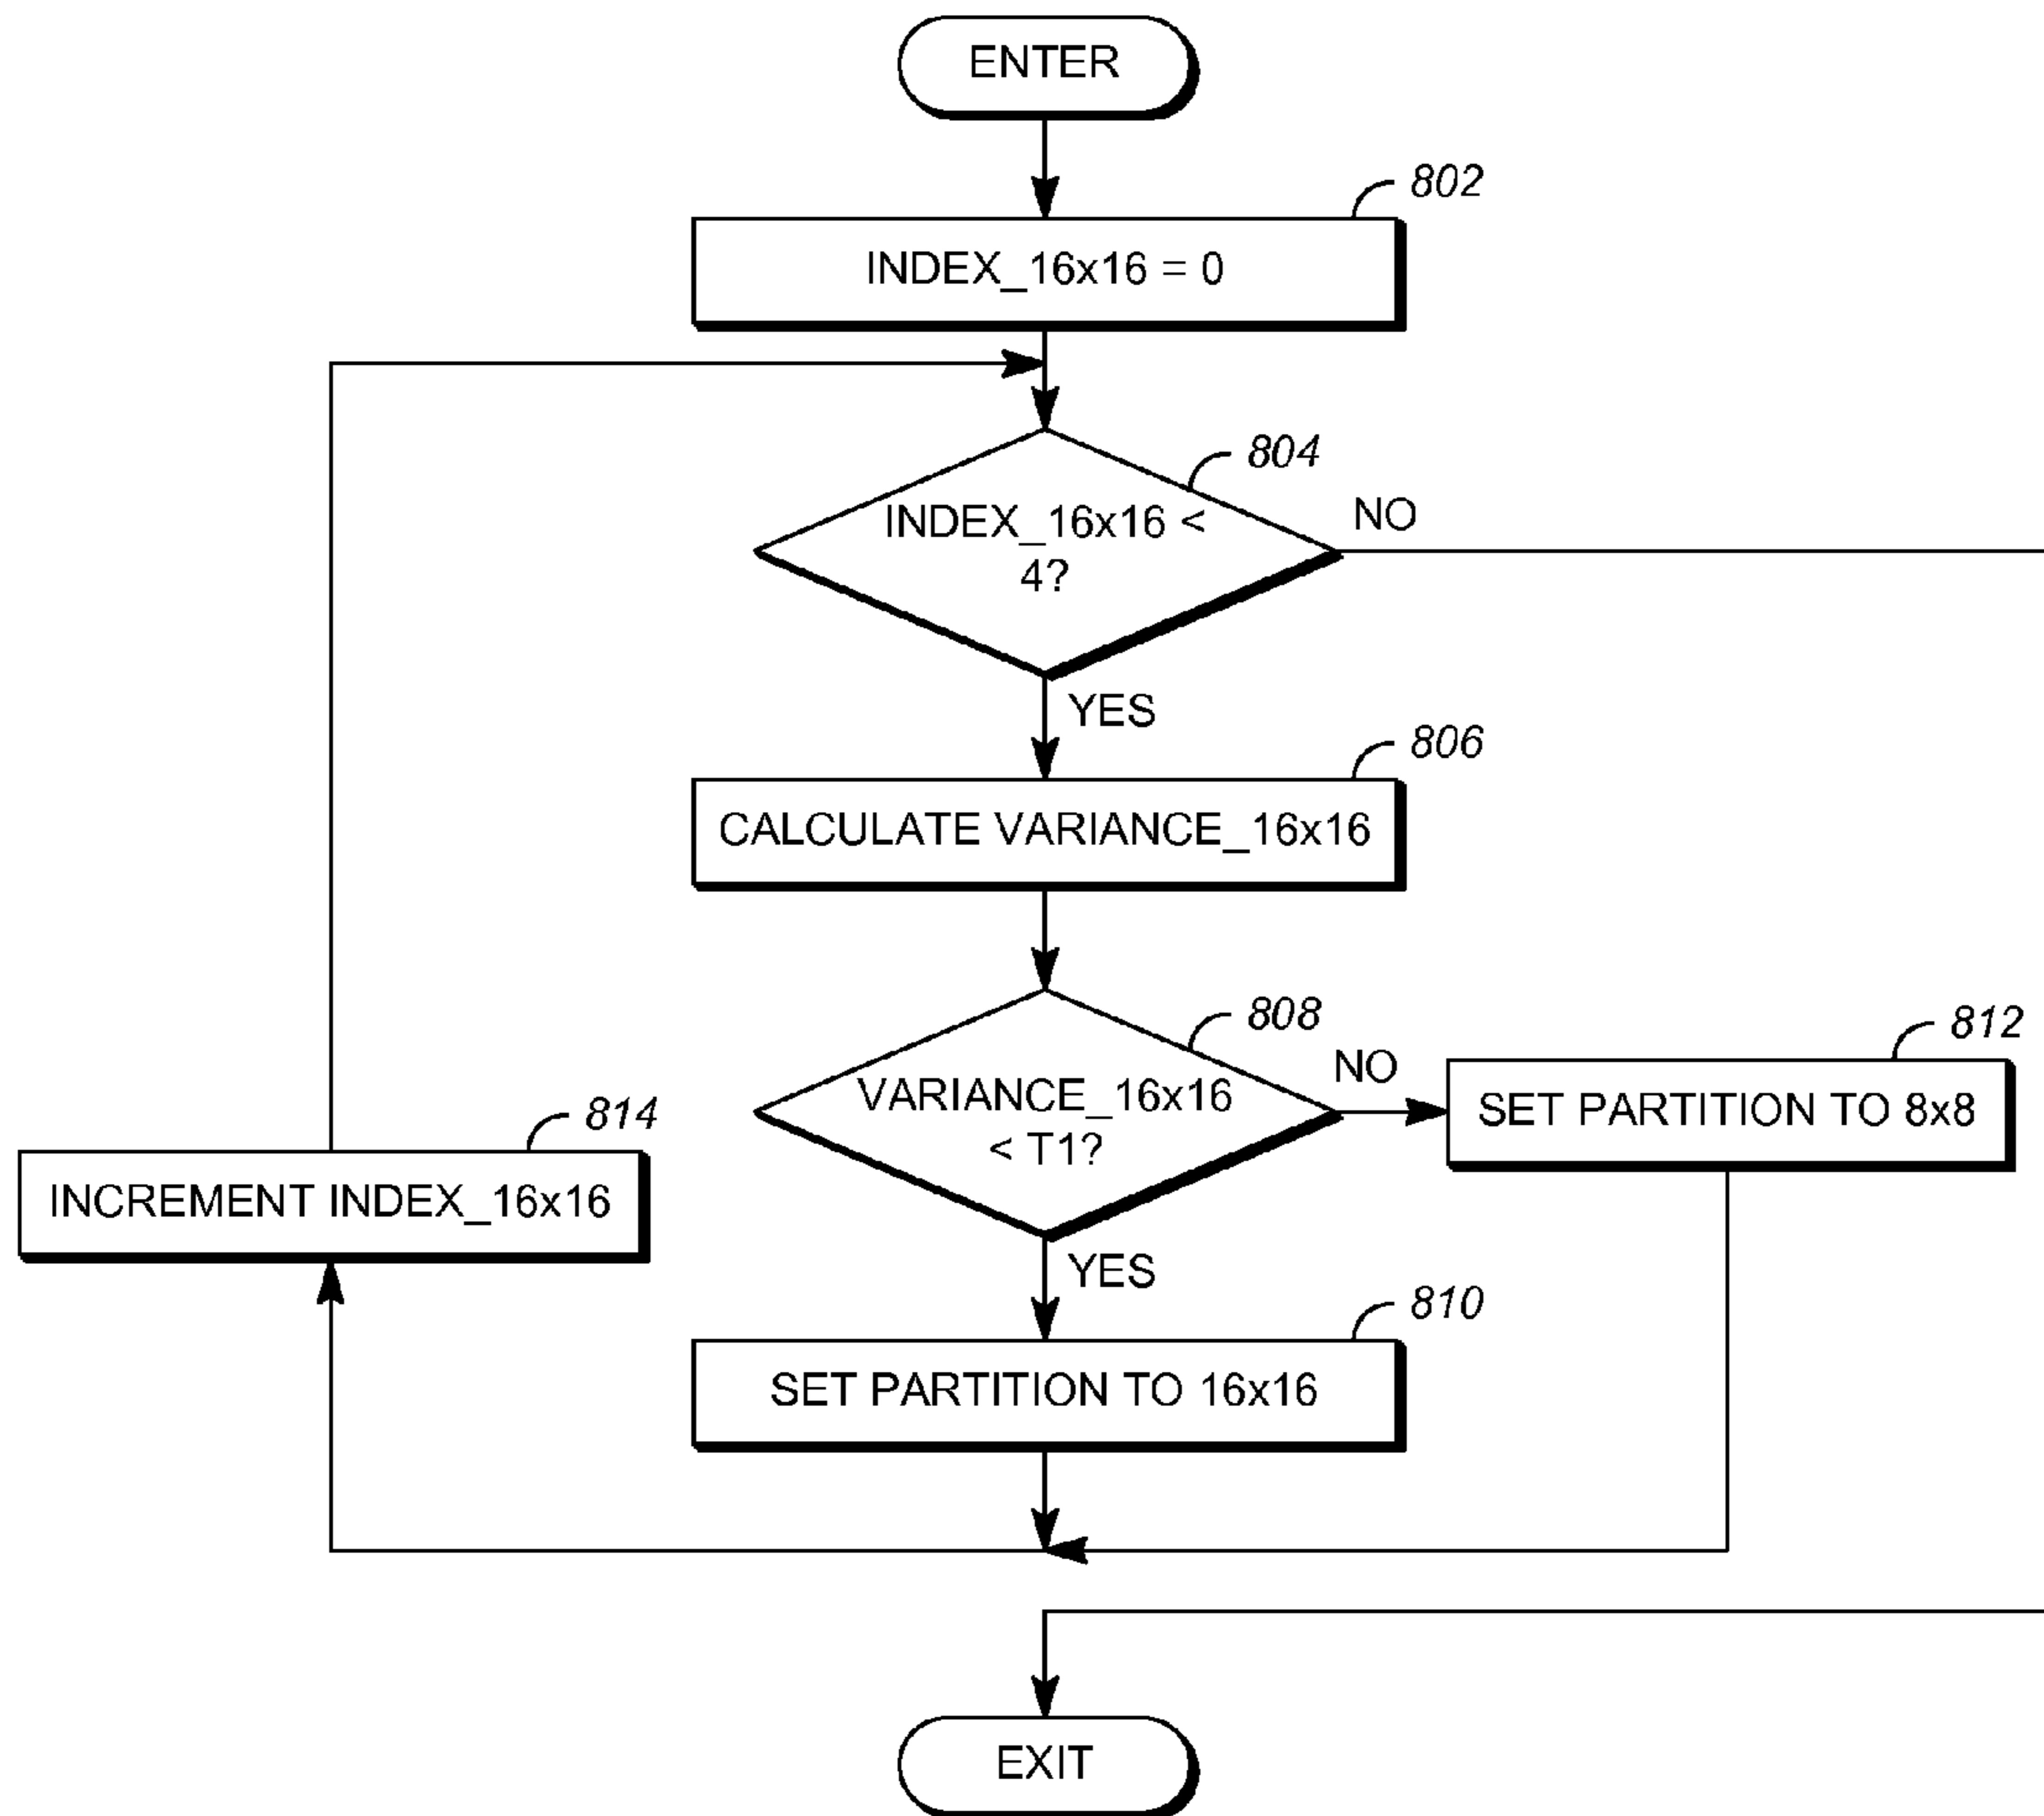 ENTER
802
INDEX_16x16 = 0
804
INDEX_16x16 <
4?
NO
YES
806
CALCULATE VARIANCE_16x16
808
VARIANCE_16x16
< T1?
NO
812
SET PARTITION TO 8x8
814
INCREMENT INDEX_16x16
YES
810
SET PARTITION TO 16x16
EXIT